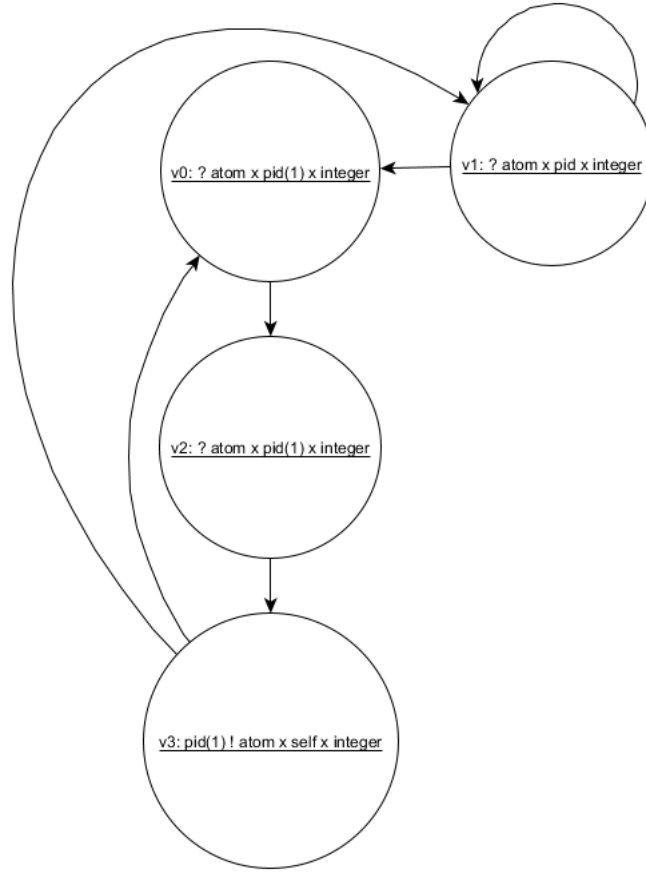 v0: ? atom x pid(1) x integer
v1: ? atom x pid x integer
v2: ? atom x pid(1) x integer
v3: pid(1) ! atom x self x integer